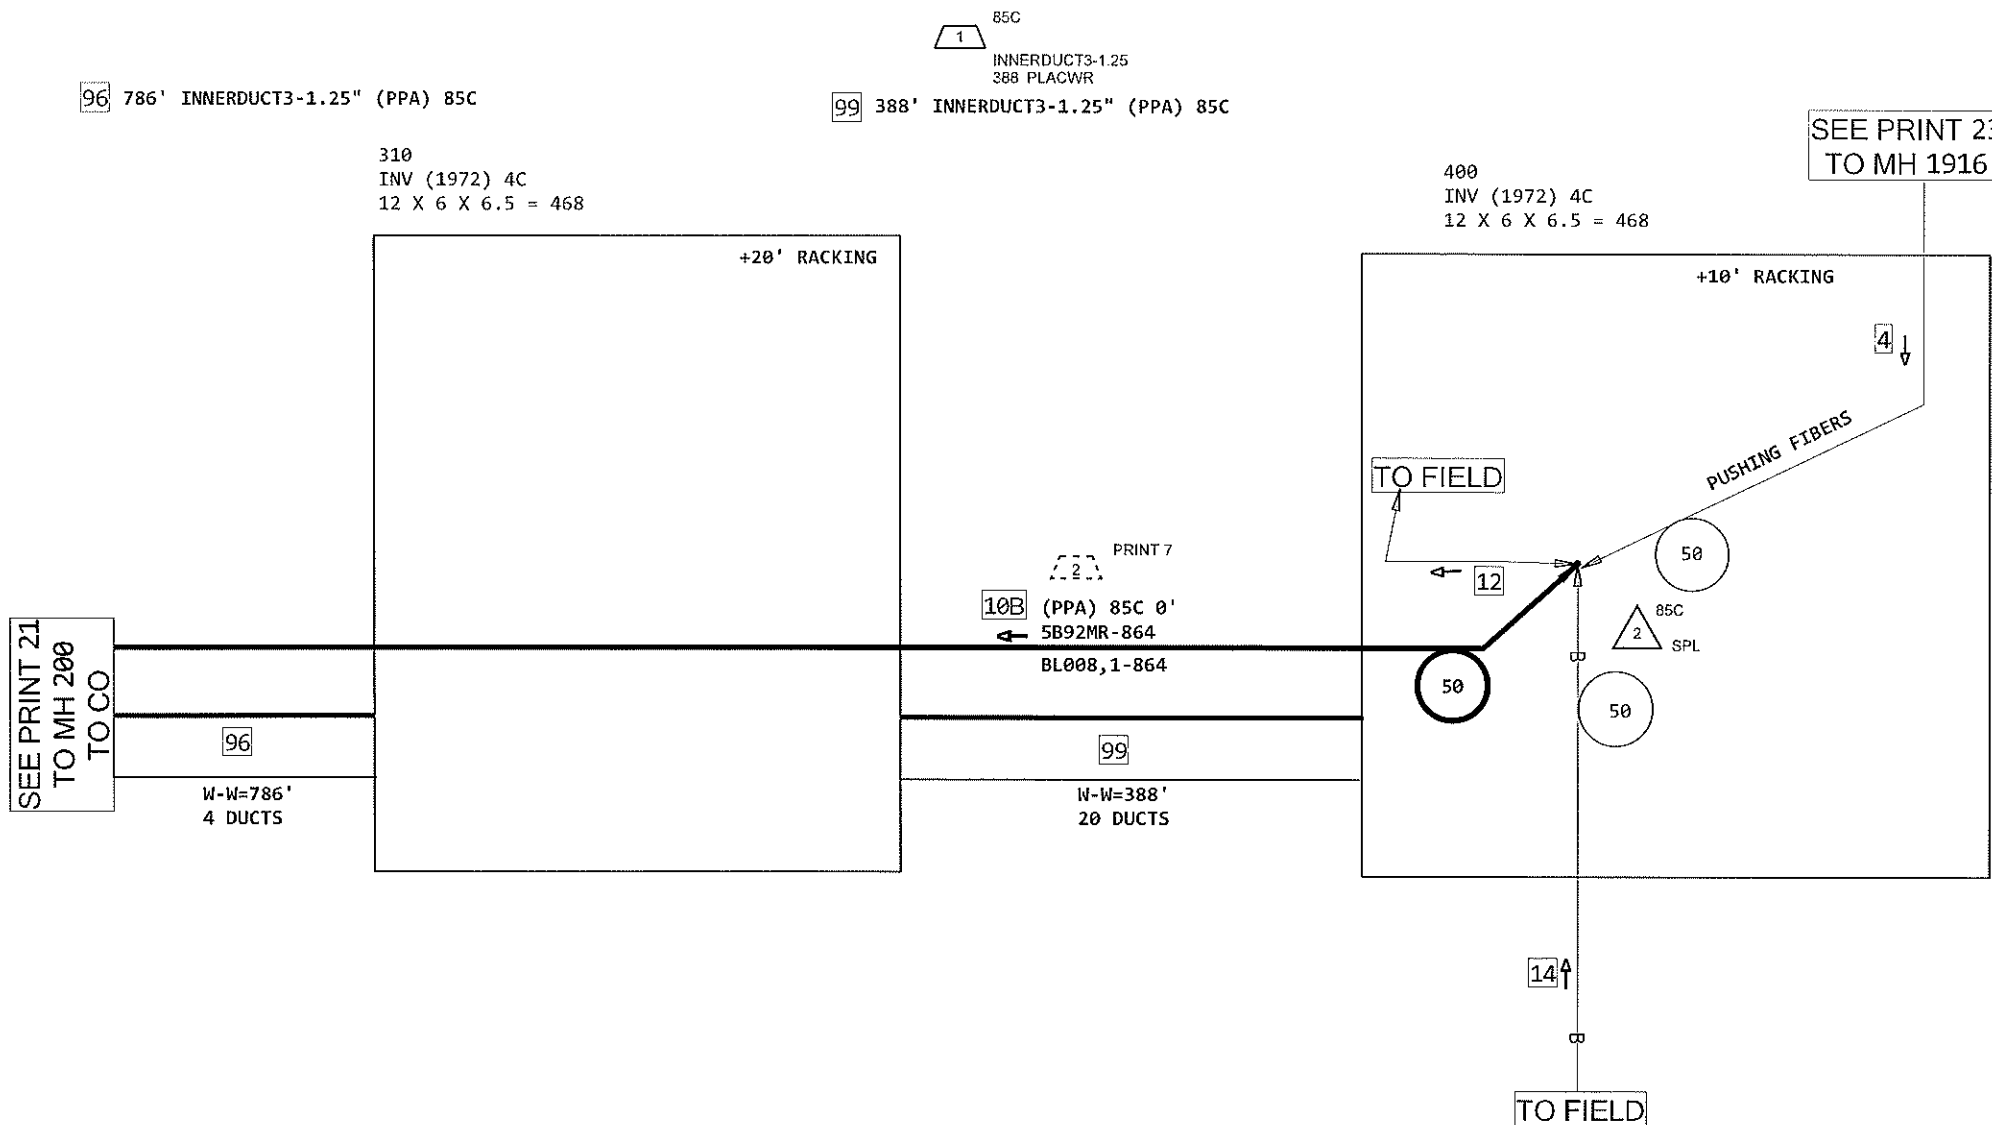 85C
1
INNERDUCT3-1.25
388 PLACWR
96 786' INNERDUCT3-1.25" (PPA) 85C
99 388' INNERDUCT3-1.25" (PPA) 85C
SEE PRINT 23
TO MH 1916
310
INV (1972) 4C
12 X 6 X 6.5 = 468
400
INV (1972) 4C
12 X 6 X 6.5 = 468
+20' RACKING
+10' RACKING
4
PUSHING FIBERS
TO FIELD
50
12
PRINT 7
2
10B (PPA) 85C 0'
5B92MR-864
BL008,1-864
85C
2
SPL
B
50
50
SEE PRINT 21
TO MH 200
TO CO
96
W-W=786'
4 DUCTS
99
W-W=388'
20 DUCTS
14
B
TO FIELD